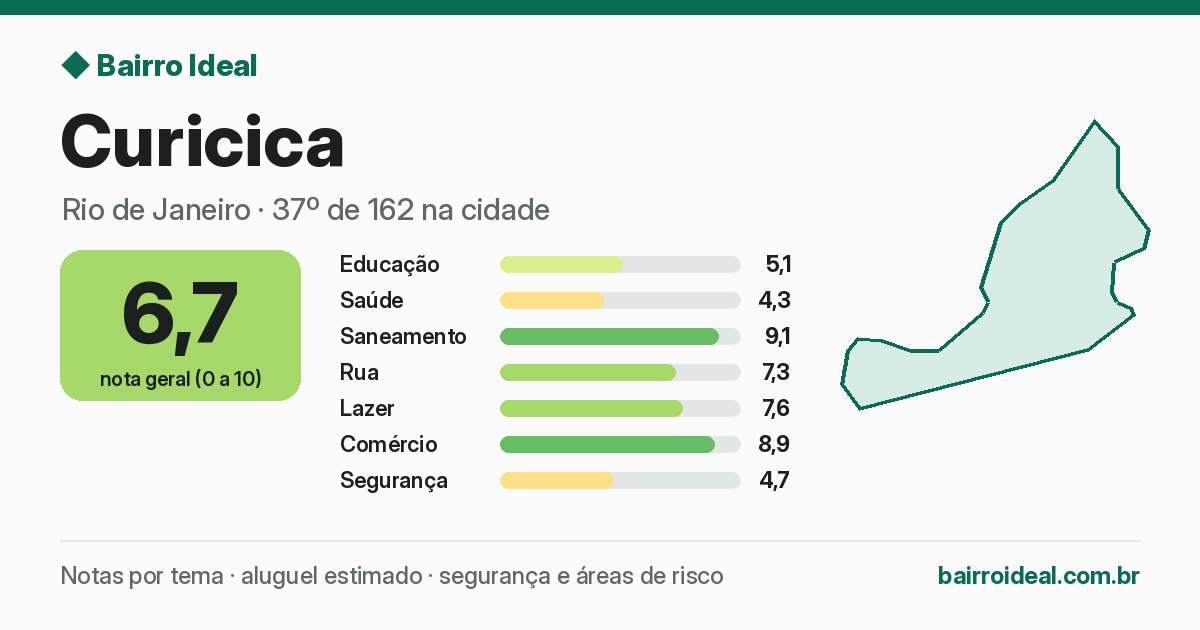 Bairro Ideal
Curicica
Rio de Janeiro · 37º de 162 na cidade
6,7
nota geral (0 a 10)
Educação 5,1
Saúde 4,3
Saneamento 9,1
Rua 7,3
Lazer 7,6
Comércio 8,9
Segurança 4,7
Notas por tema · aluguel estimado · segurança e áreas de risco
bairroideal.com.br